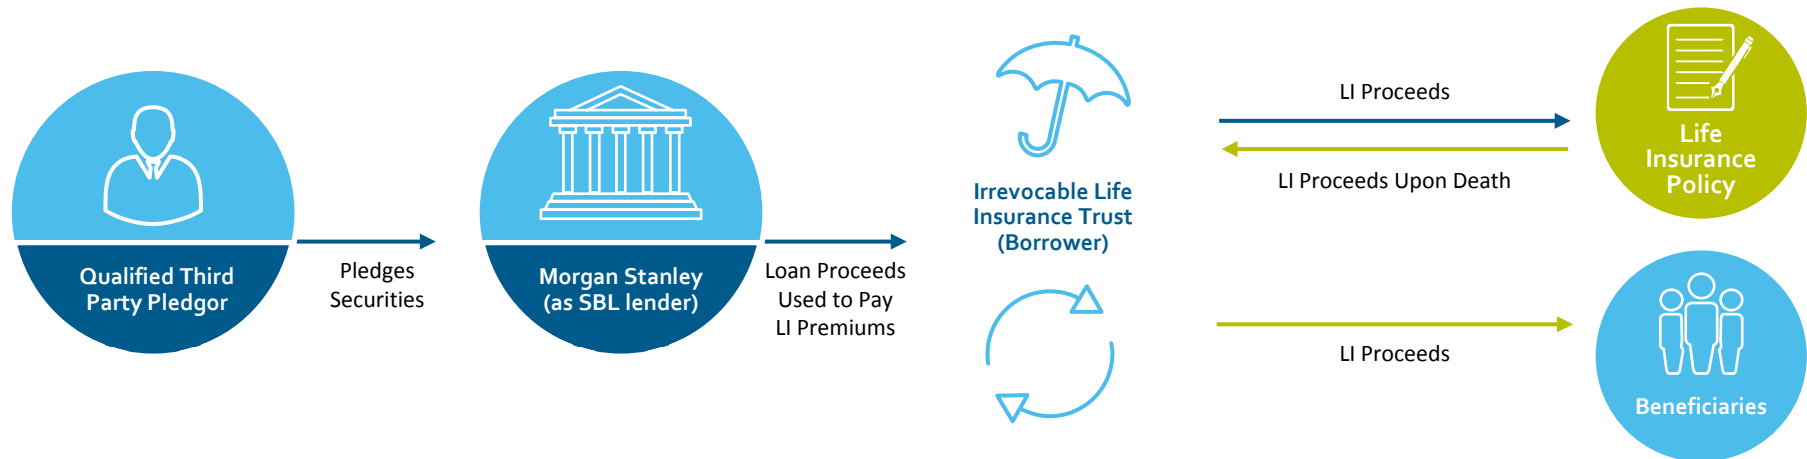 Qualified Third
Party Pledgor
Pledges
Securities
Morgan Stanley
(as SBL lender)
Loan Proceeds
Used to Pay
LI Premiums
Irrevocable Life
Insurance Trust
(Borrower)
LI Proceeds
LI Proceeds Upon Death
Life
Insurance
Policy
LI Proceeds
Beneficiaries